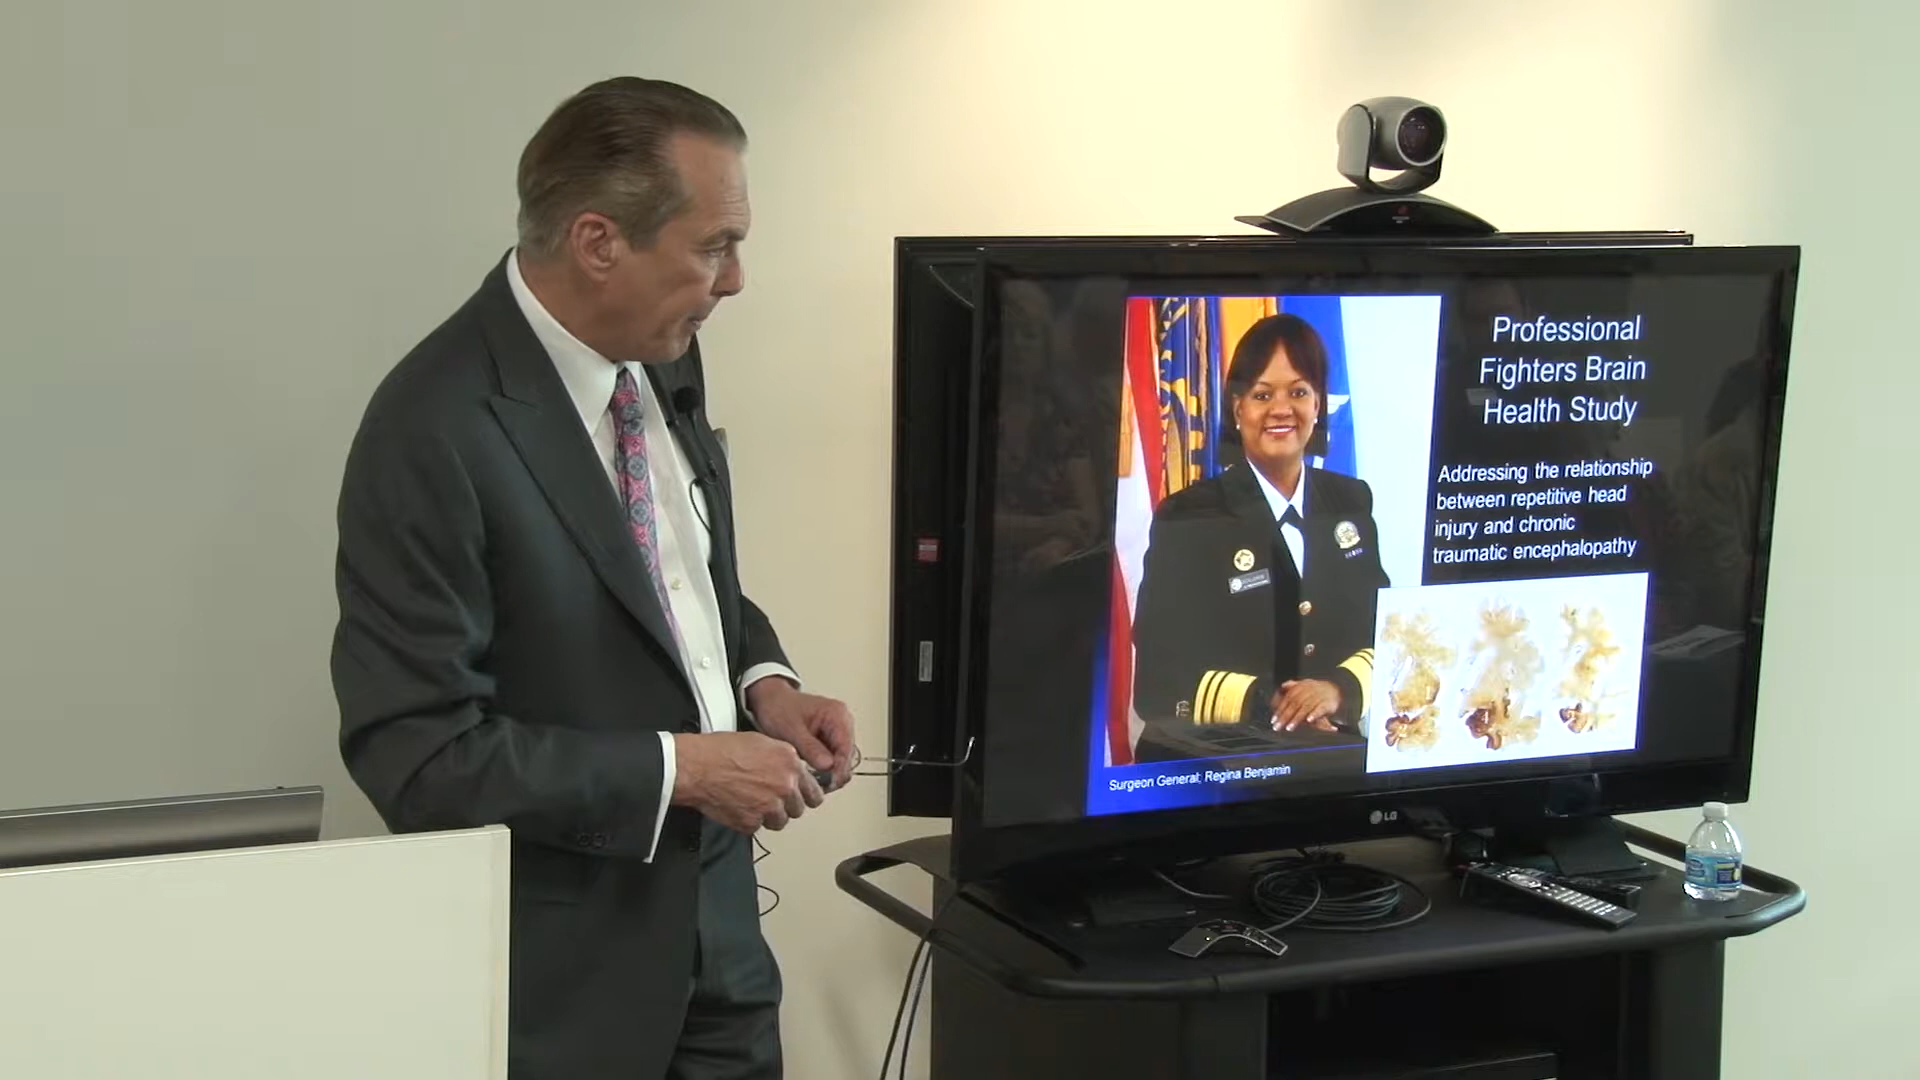 Professional
Fighters Brain
Health Study
Addressing the relationship
between repetitive head
injury and chronic
traumatic encephalopathy
Surgeon General; Regina Benjamin
LG